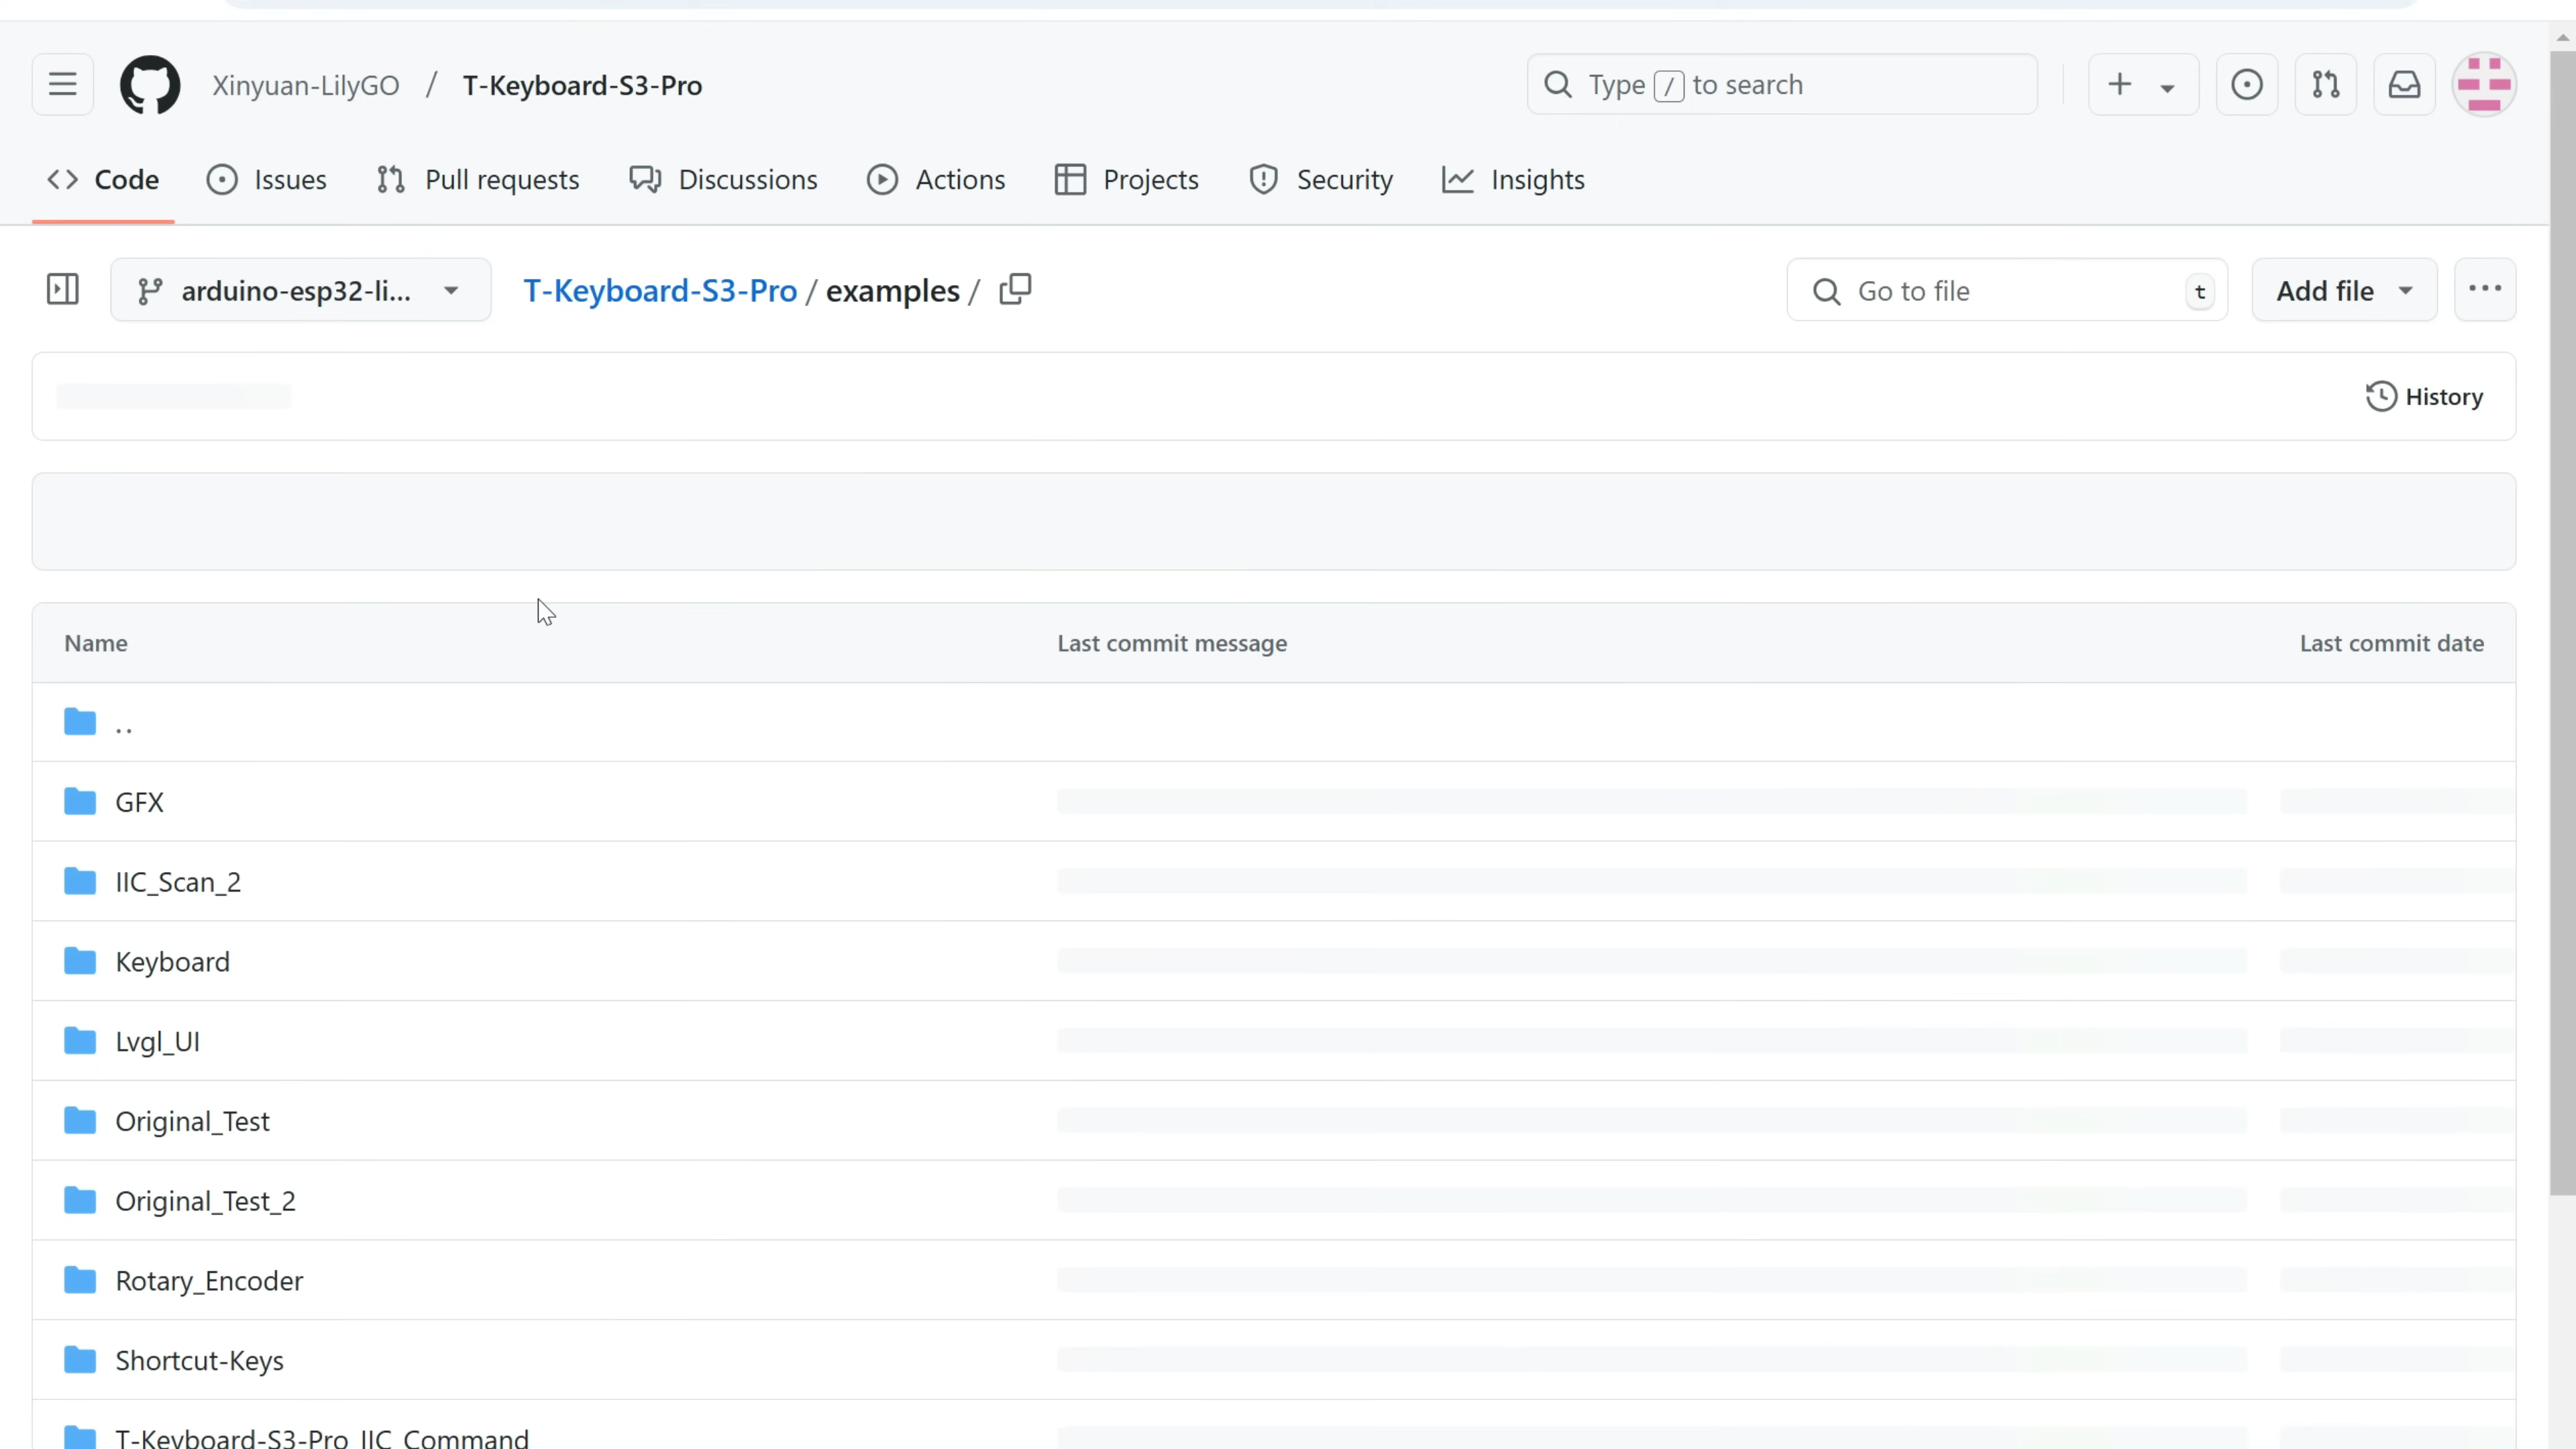 Xinyuan-LilyGO / T-Keyboard-S3-Pro
Type / to search
Code Issues Pull requests Discussions Actions Projects Security Insights
arduino-esp32-li... T-Keyboard-S3-Pro / examples / Go to file t Add file
History
Name Last commit message Last commit date
..
GFX
IIC_Scan_2
Keyboard
Lvgl_UI
Original_Test
Original_Test_2
Rotary_Encoder
Shortcut-Keys
T-Keyboard-S3-Pro_IIC_Command